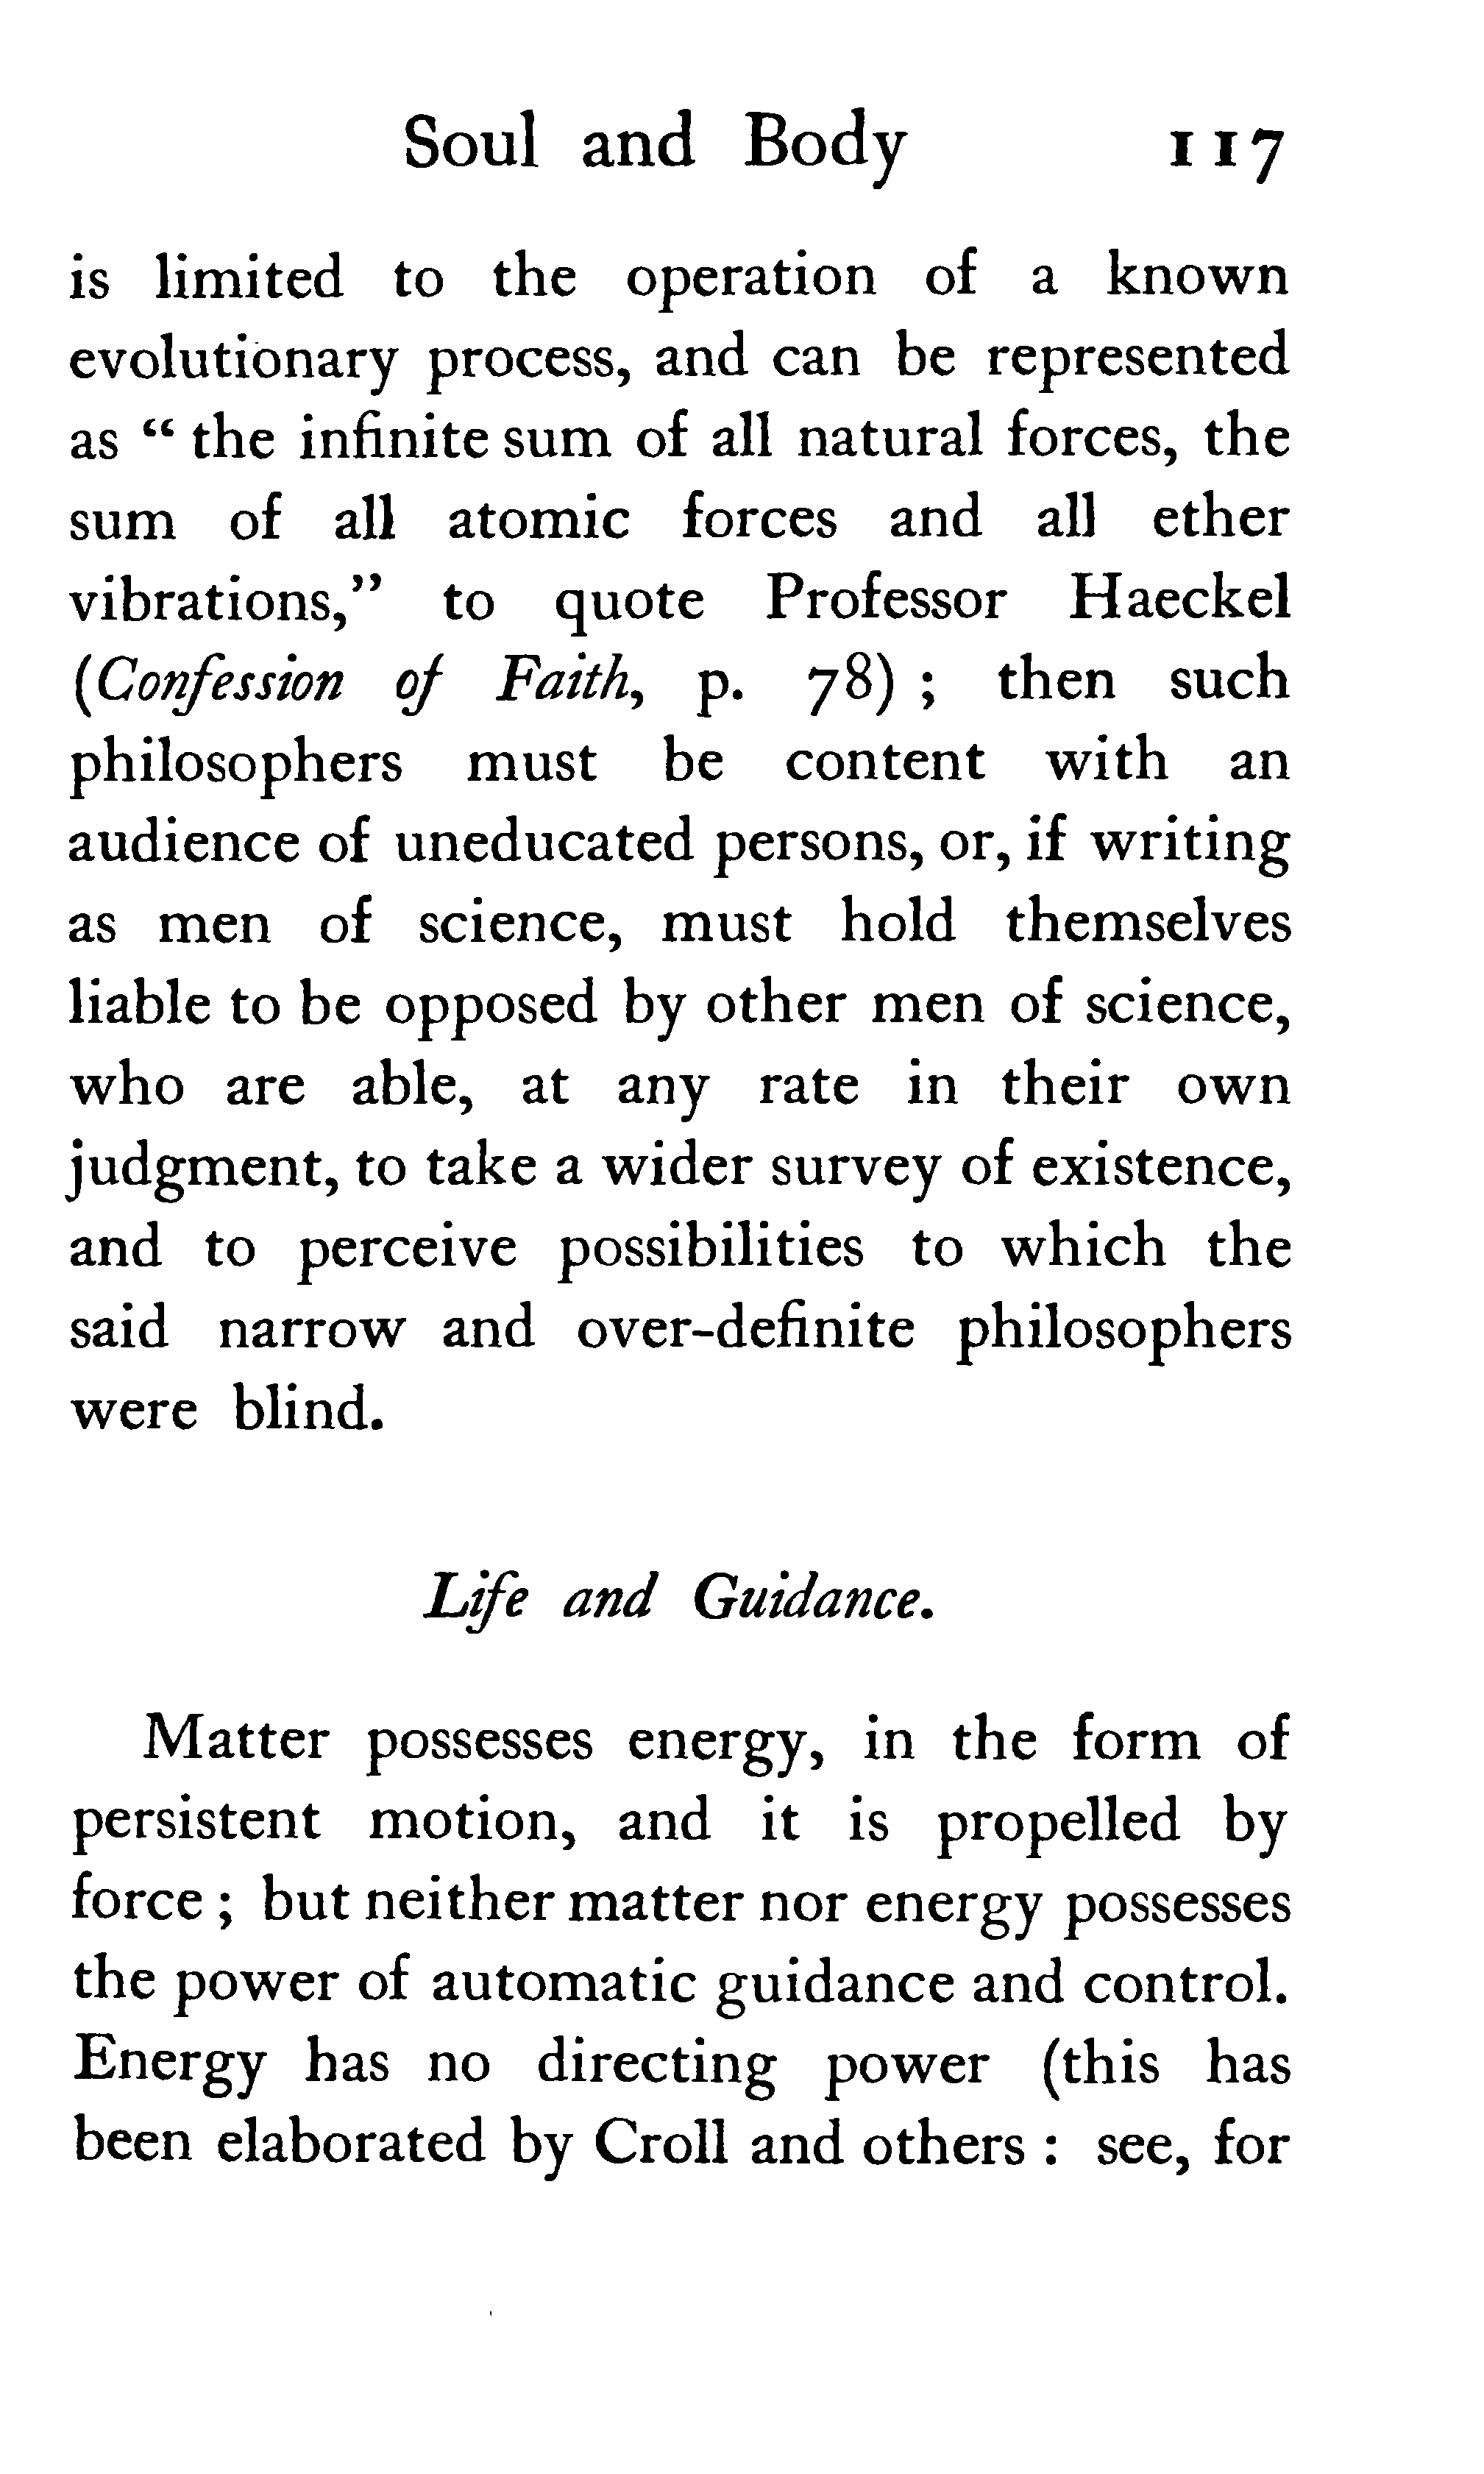 Soul and Body 117
is limited to the operation of a known
evolutionary process, and can be represented
as “ the infinite sum of all natural forces, the
sum of all atomic forces and all ether
vibrations,” to quote Professor Haeckel
(Confession of Faith, p. 78) ; then such
philosophers must be content with an
audience of uneducated persons, or, if writing
as men of science, must hold themselves
liable to be opposed by other men of science,
who are able, at any rate in their own
judgment, to take a wider survey of existence,
and to perceive possibilities to which the
said narrow and over-definite philosophers
were blind.
Life and Guidance.
Matter possesses energy, in the form of
persistent motion, and it is propelled by
force ; but neither matter nor energy possesses
the power of automatic guidance and control.
Energy has no directing power (this has
been elaborated by Croll and others : see, for